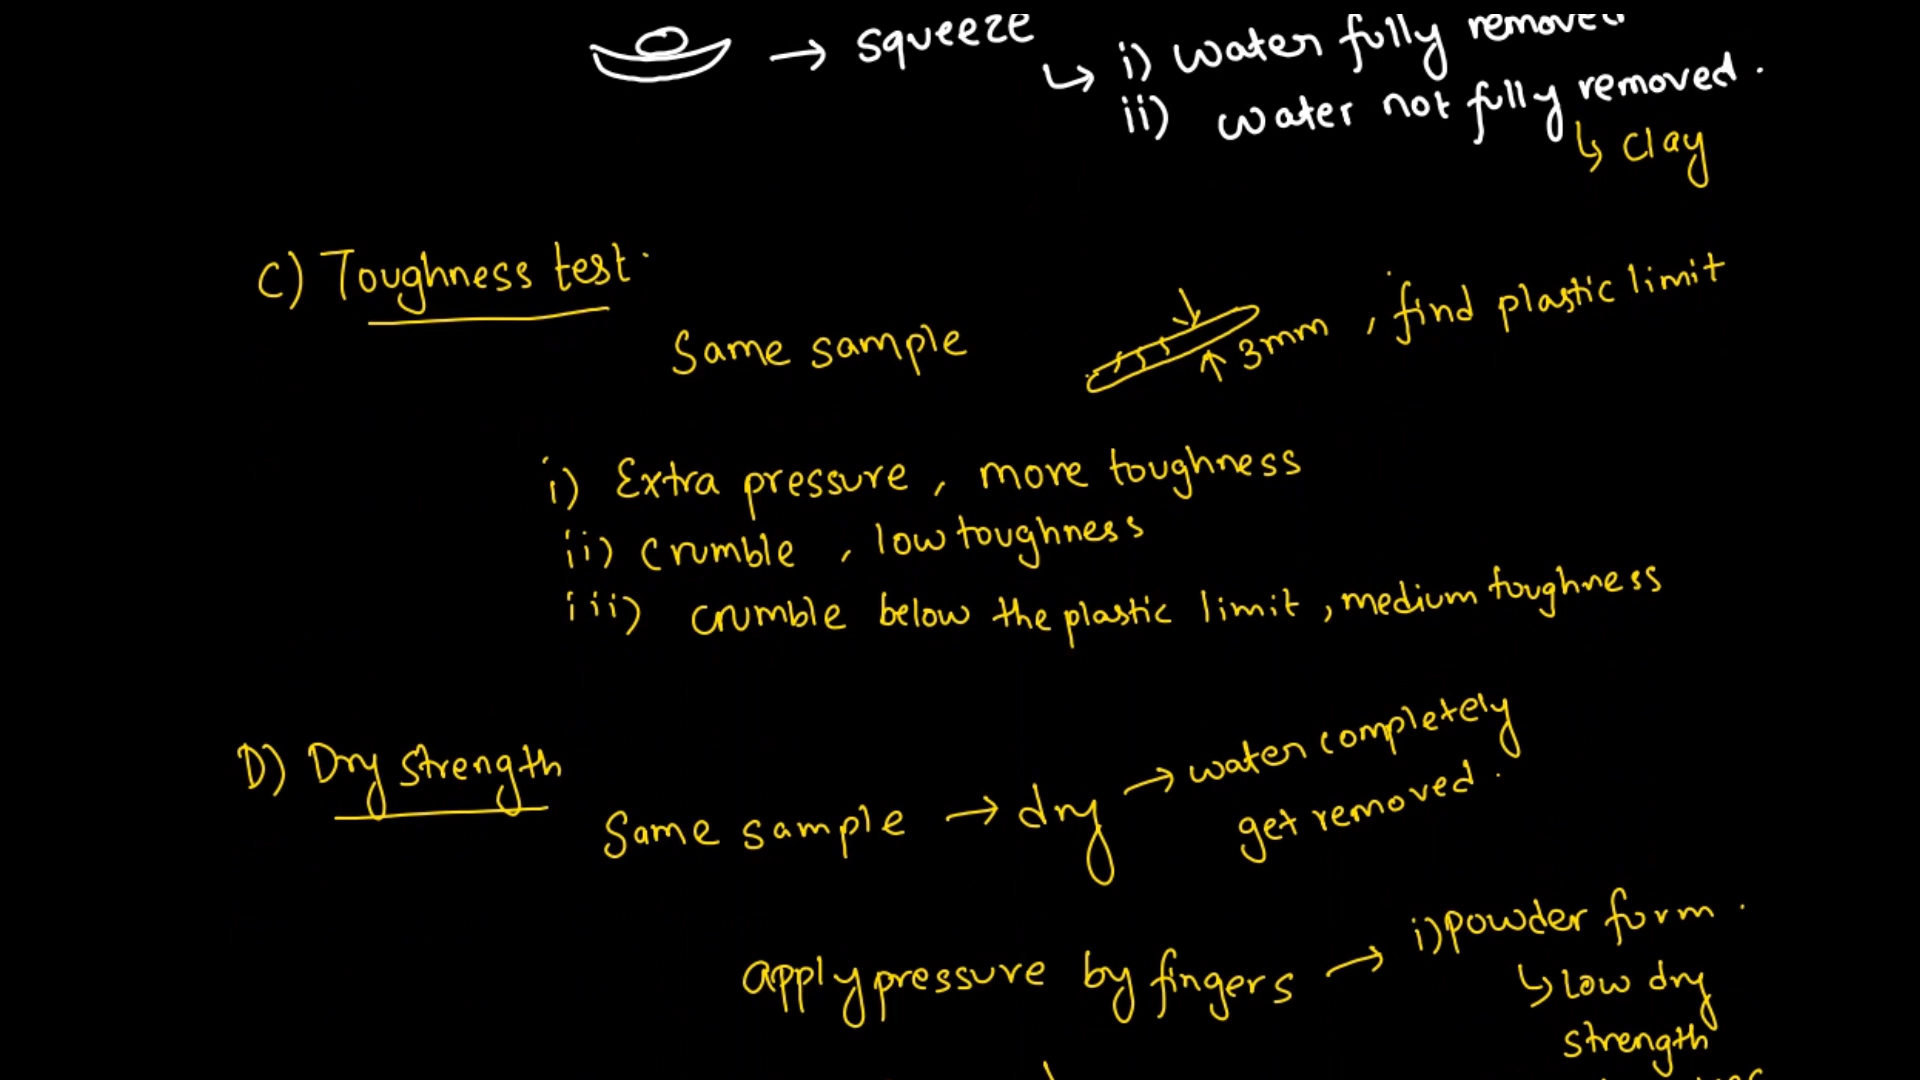 → squeeze
↳ i) Water fully removed
ii) water not fully removed.
↳ clay
C) Toughness test.
Same sample
3mm, find plastic limit
i) Extra pressure, more toughness
ii) crumble, low toughness
iii) crumble below the plastic limit, medium toughness
D) Dry strength
Same sample → dry → water completely
get removed.
apply pressure by fingers → i) powder form.
↳ low dry
strength